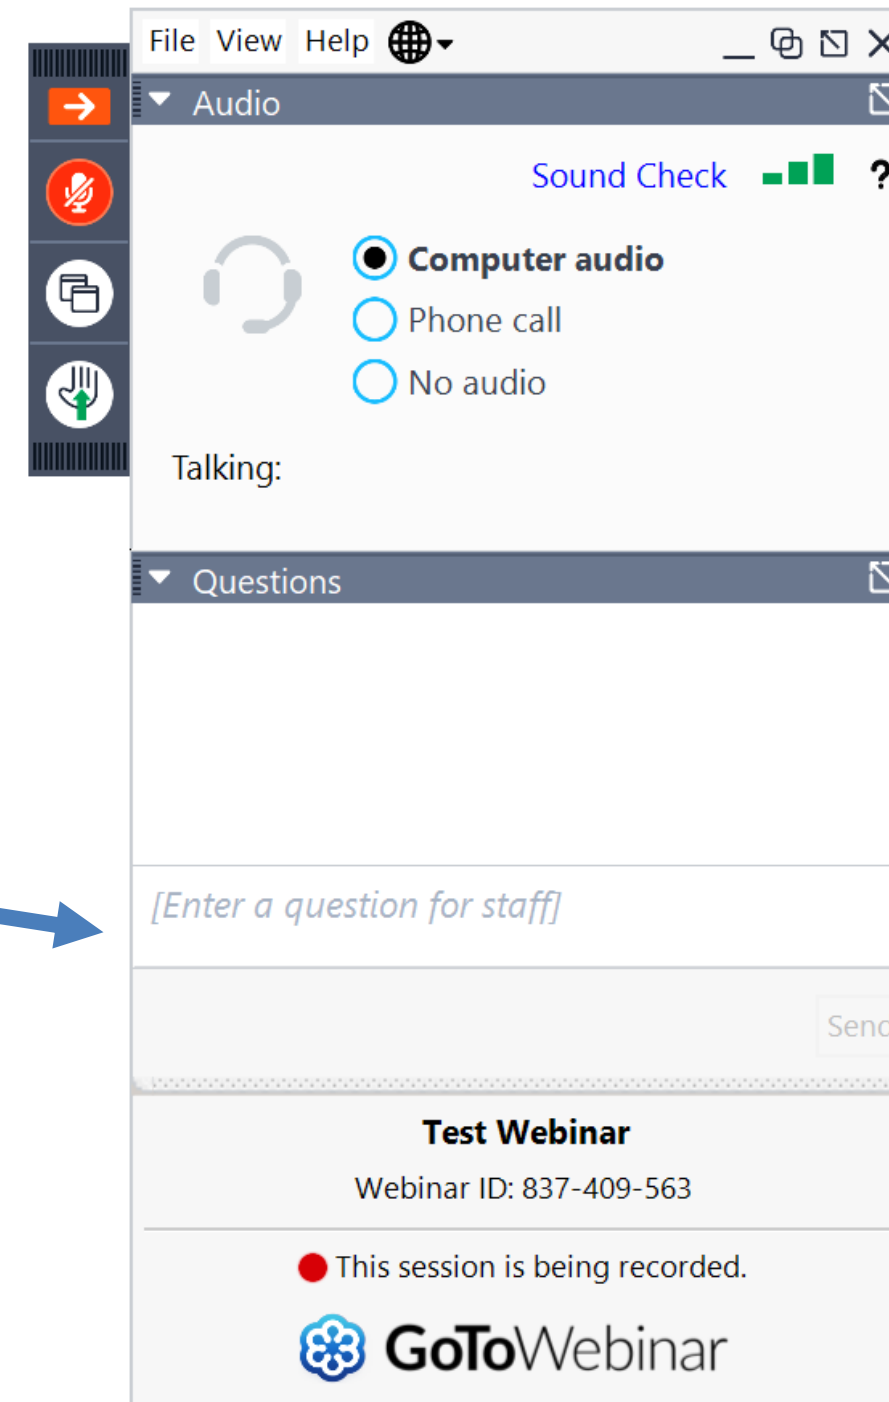 File View Help
Audio
Sound Check ?
Computer audio
Phone call
No audio
Talking:
Questions
[Enter a question for staff]
Send
Test Webinar
Webinar ID: 837-409-563
This session is being recorded.
GoToWebinar